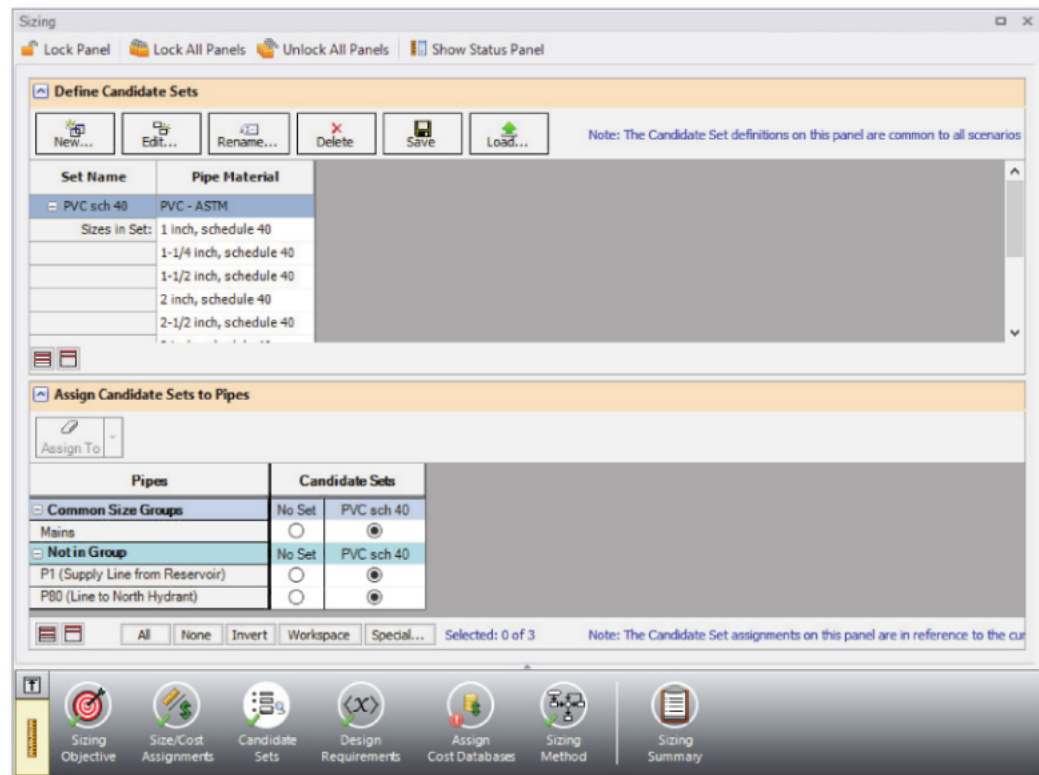 Sizing
Lock Panel Lock All Panels Unlock All Panels Show Status Panel
Define Candidate Sets
New... Edit... Rename... Delete Save Load... Note: The Candidate Set definitions on this panel are common to all scenarios
Set Name Pipe Material
PVC sch 40 PVC - ASTM
Sizes in Set: 1 inch, schedule 40
1-1/4 inch, schedule 40
1-1/2 inch, schedule 40
2 inch, schedule 40
2-1/2 inch, schedule 40
Assign Candidate Sets to Pipes
Assign To
Pipes Candidate Sets
Common Size Groups No Set PVC sch 40
Mains
Not in Group No Set PVC sch 40
P1 (Supply Line from Reservoir)
P80 (Line to North Hydrant)
All None Invert Workspace Special... Selected: 0 of 3 Note: The Candidate Set assignments on this panel are in reference to the cur
Sizing Objective
Size/Cost Assignments
Candidate Sets
Design Requirements
Assign Cost Databases
Sizing Method
Sizing Summary